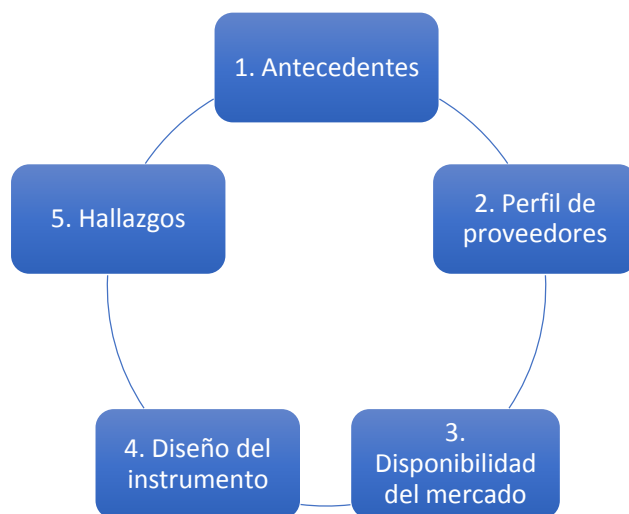 1. Antecedentes
2. Perfil de
proveedores
3.
Disponibilidad
del mercado
4. Diseño del
instrumento
5. Hallazgos